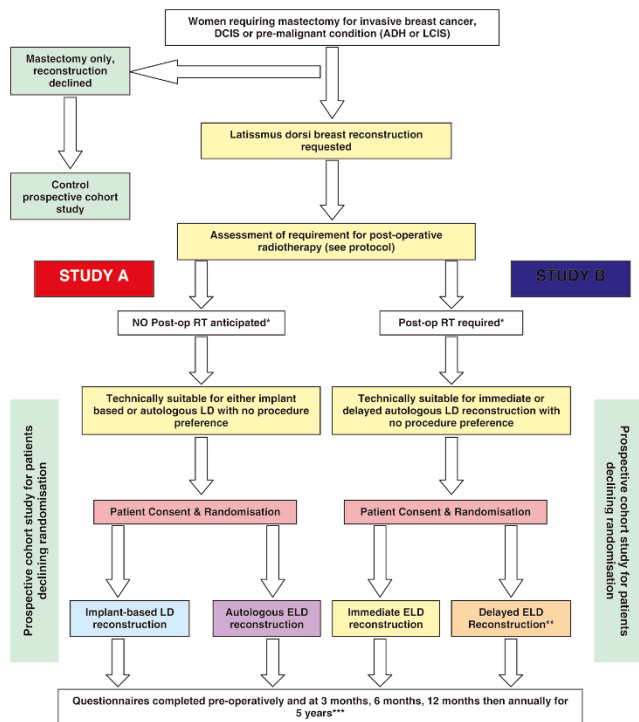 Women requiring mastectomy for invasive breast cancer,
DCIS or pre-malignant condition (ADH or LCIS)
Mastectomy only,
reconstruction
declined
Latissmus dorsi breast reconstruction
requested
Control
prospective cohort
study
Assessment of requirement for post-operative
radiotherapy (see protocol)
STUDY A
STUDY B
NO Post-op RT anticipated*
Post-op RT required*
Technically suitable for either implant
based or autologous LD with no procedure
preference
Technically suitable for immediate or
delayed autologous LD reconstruction with
no procedure preference
Prospective cohort study for patients
declining randomisation
Prospective cohort study for patients
declining randomisation
Patient Consent & Randomisation
Patient Consent & Randomisation
Implant-based LD
reconstruction
Autologous ELD
reconstruction
Immediate ELD
reconstruction
Delayed ELD
Reconstruction**
Questionnaires completed pre-operatively and at 3 months, 6 months, 12 months then annually for
5 years***